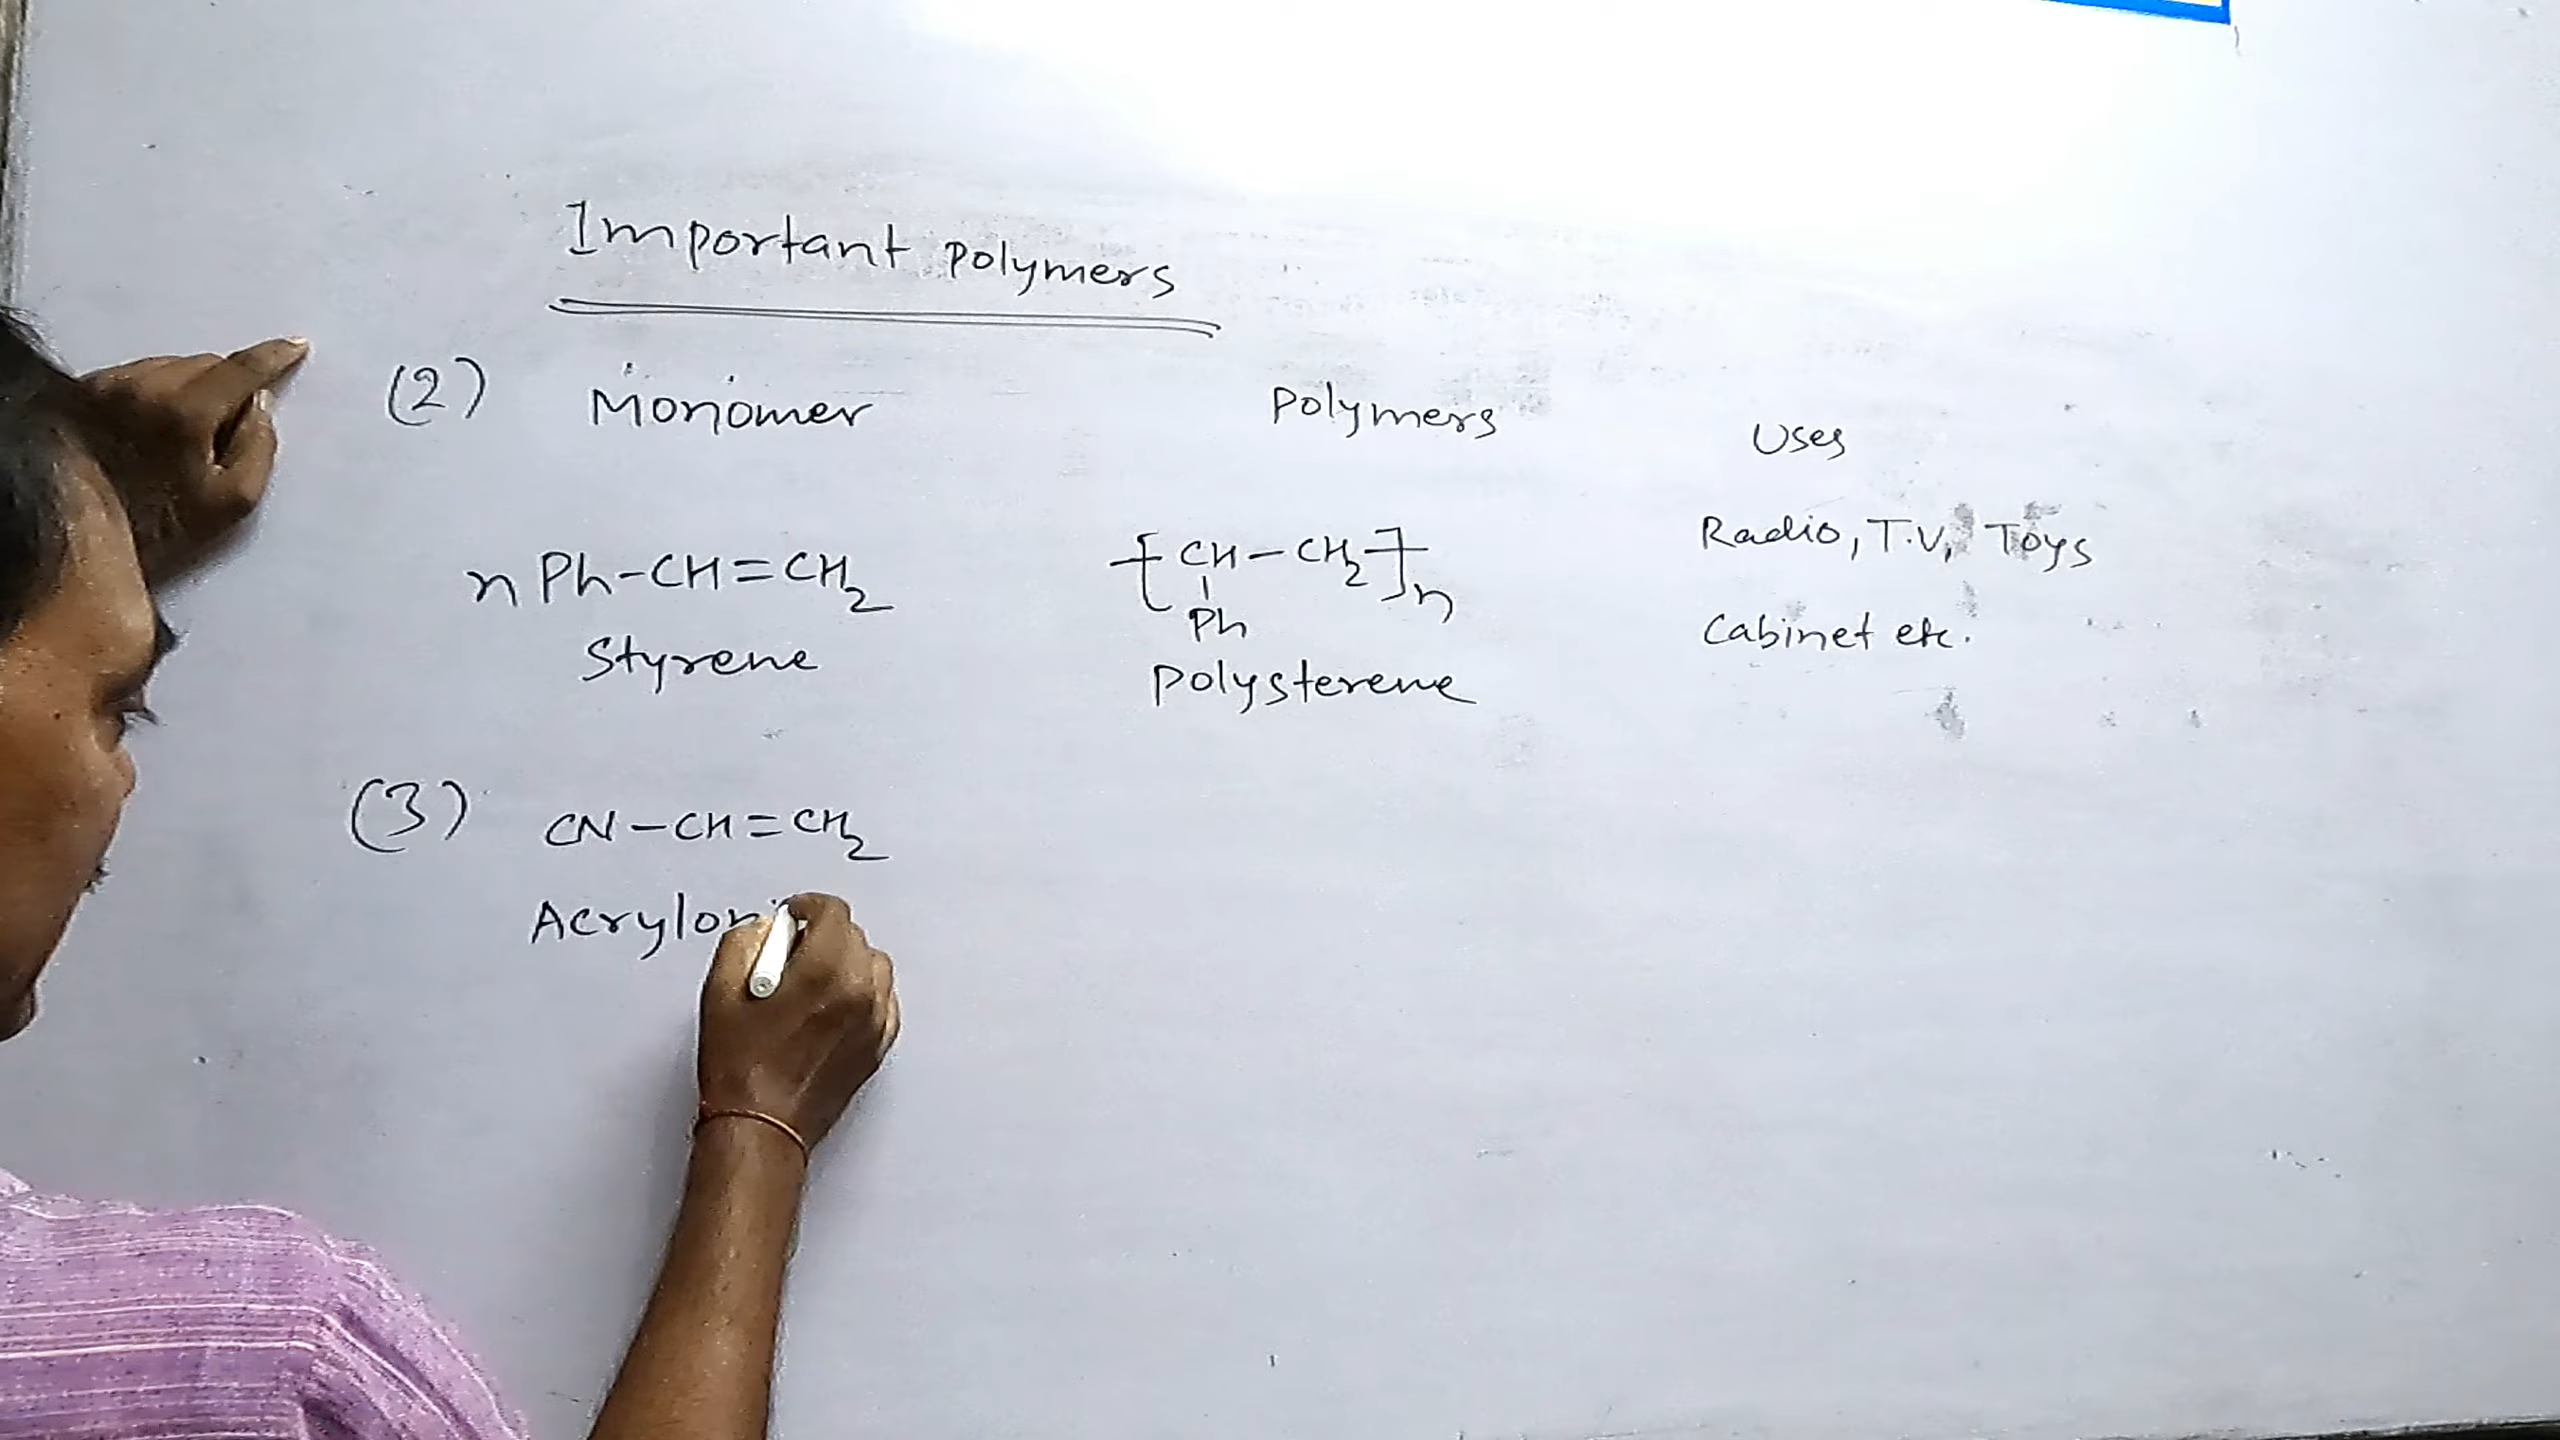 Important polymers
(2) Monomer Polymers Uses
n Ph-CH=CH2 [CH-CH2]n Radio, T.V, Toys
Ph Cabinet etc.
Styrene Polysterene
(3) CN-CH=CH2
Acryloni